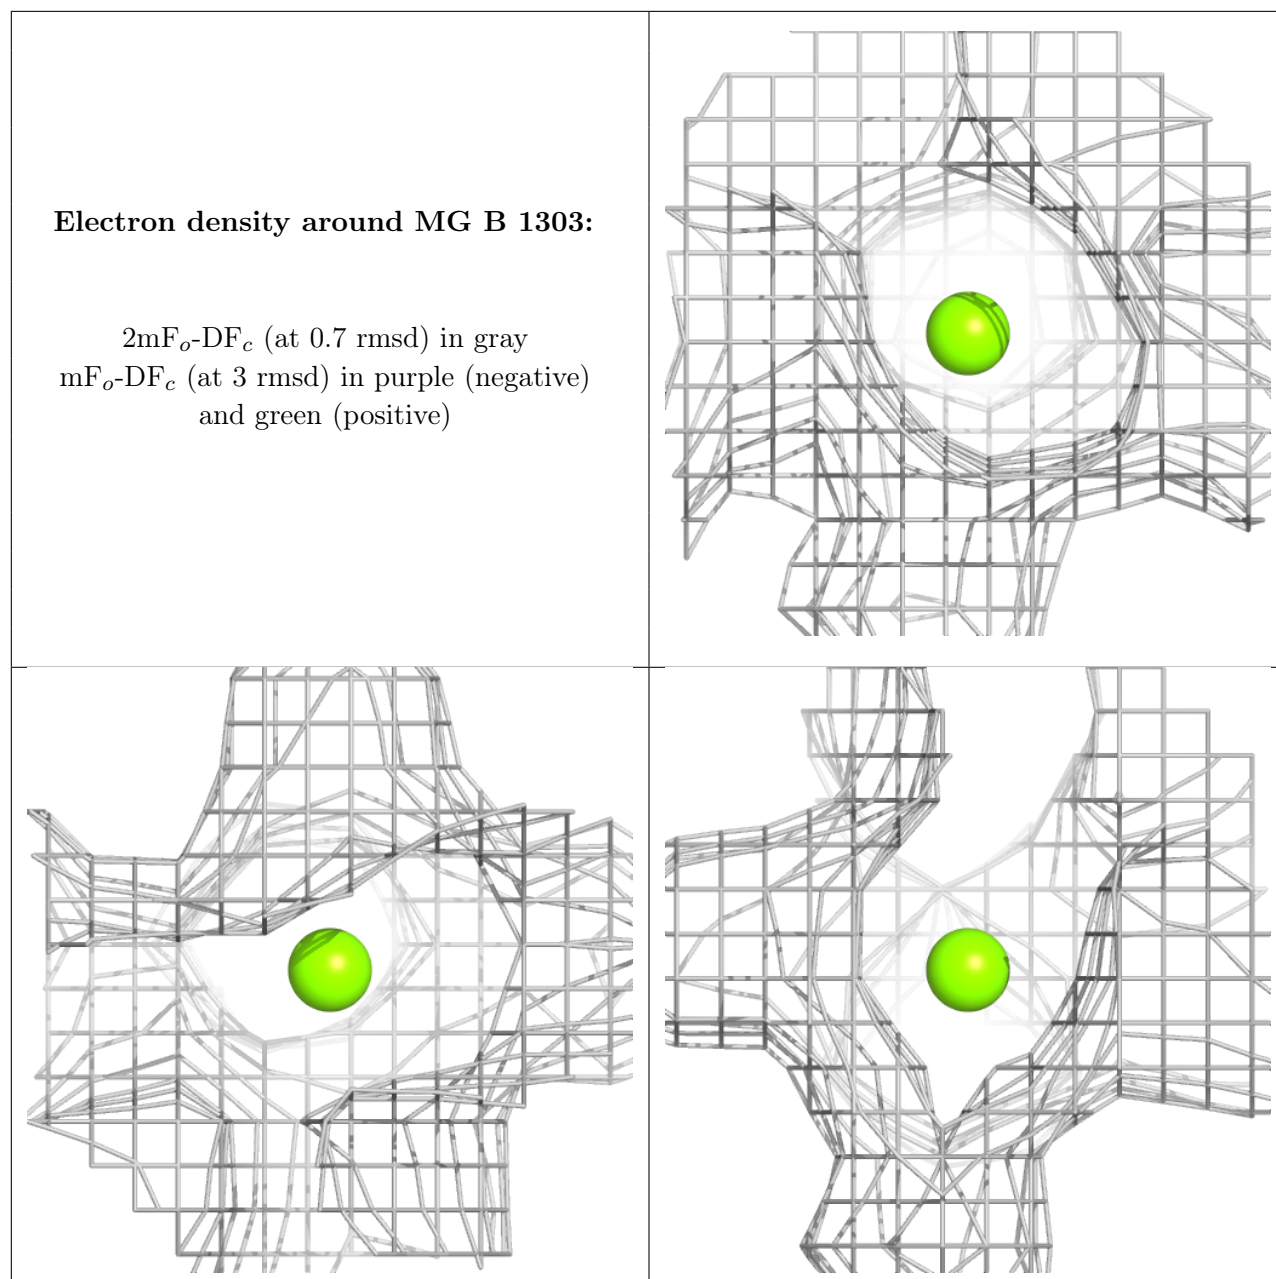 Electron density around MG B 1303:
2mFo-DFc (at 0.7 rmsd) in gray
mFo-DFc (at 3 rmsd) in purple (negative)
and green (positive)